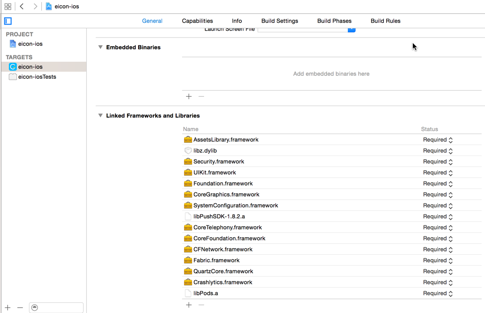 eicon-ios
General Capabilities Info Build Settings Build Phases Build Rules
PROJECT
eicon-ios
TARGETS
eicon-ios
eicon-iosTests
Launch Screen File
Embedded Binaries
Add embedded binaries here
Linked Frameworks and Libraries
Name Status
AssetsLibrary.framework Required
libz.dylib Required
Security.framework Required
UIKit.framework Required
Foundation.framework Required
CoreGraphics.framework Required
SystemConfiguration.framework Required
libPushSDK-1.8.2.a Required
CoreTelephony.framework Required
CoreFoundation.framework Required
CFNetwork.framework Required
Fabric.framework Required
QuartzCore.framework Required
Crashlytics.framework Required
libPods.a Required